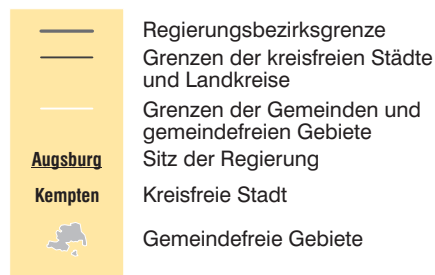 Regierungsbezirksgrenze
Grenzen der kreisfreien Städte
und Landkreise
Grenzen der Gemeinden und
gemeindefreien Gebiete
Augsburg Sitz der Regierung
Kempten Kreisfreie Stadt
Gemeindefreie Gebiete